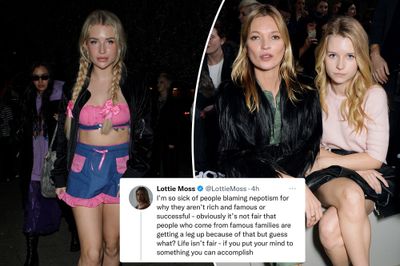 Lottie Moss @LottieMoss · 4h
I'm so sick of people blaming nepotism for
why they aren't rich and famous or
successful - obviously it's not fair that
people who come from famous families are
getting a leg up because of that but guess
what? Life isn't fair - if you put your mind to
something you can accomplish